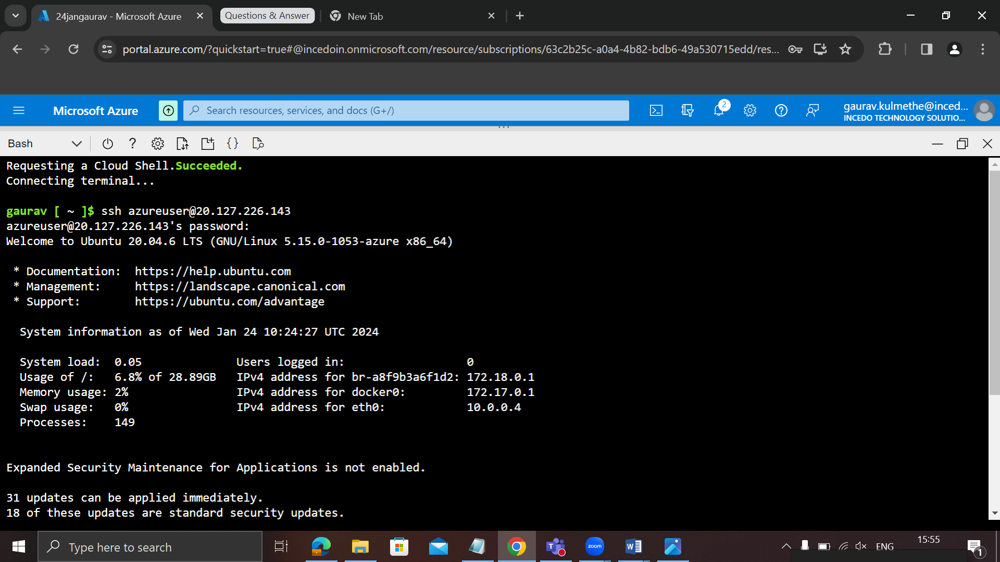 24jangaurav - Microsoft Azure
Questions & Answer
New Tab
portal.azure.com/?quickstart=true#@incedoin.onmicrosoft.com/resource/subscriptions/63c2b25c-a0a4-4b82-bdb6-49a530715edd/res...
Microsoft Azure
Search resources, services, and docs (G+/)
2
gaurav.kulmethe@inced...
INCEDO TECHNOLOGY SOLUTIO...
Bash
Requesting a Cloud Shell.Succeeded.
Connecting terminal...
gaurav [ ~ ]$ ssh azureuser@20.127.226.143
azureuser@20.127.226.143's password:
Welcome to Ubuntu 20.04.6 LTS (GNU/Linux 5.15.0-1053-azure x86_64)
* Documentation: https://help.ubuntu.com
* Management: https://landscape.canonical.com
* Support: https://ubuntu.com/advantage
System information as of Wed Jan 24 10:24:27 UTC 2024
System load: 0.05 Users logged in: 0
Usage of /: 6.8% of 28.89GB IPv4 address for br-a8f9b3a6f1d2: 172.18.0.1
Memory usage: 2% IPv4 address for docker0: 172.17.0.1
Swap usage: 0% IPv4 address for eth0: 10.0.0.4
Processes: 149
Expanded Security Maintenance for Applications is not enabled.
31 updates can be applied immediately.
18 of these updates are standard security updates.
Type here to search
zoom
ENG
15:55
1